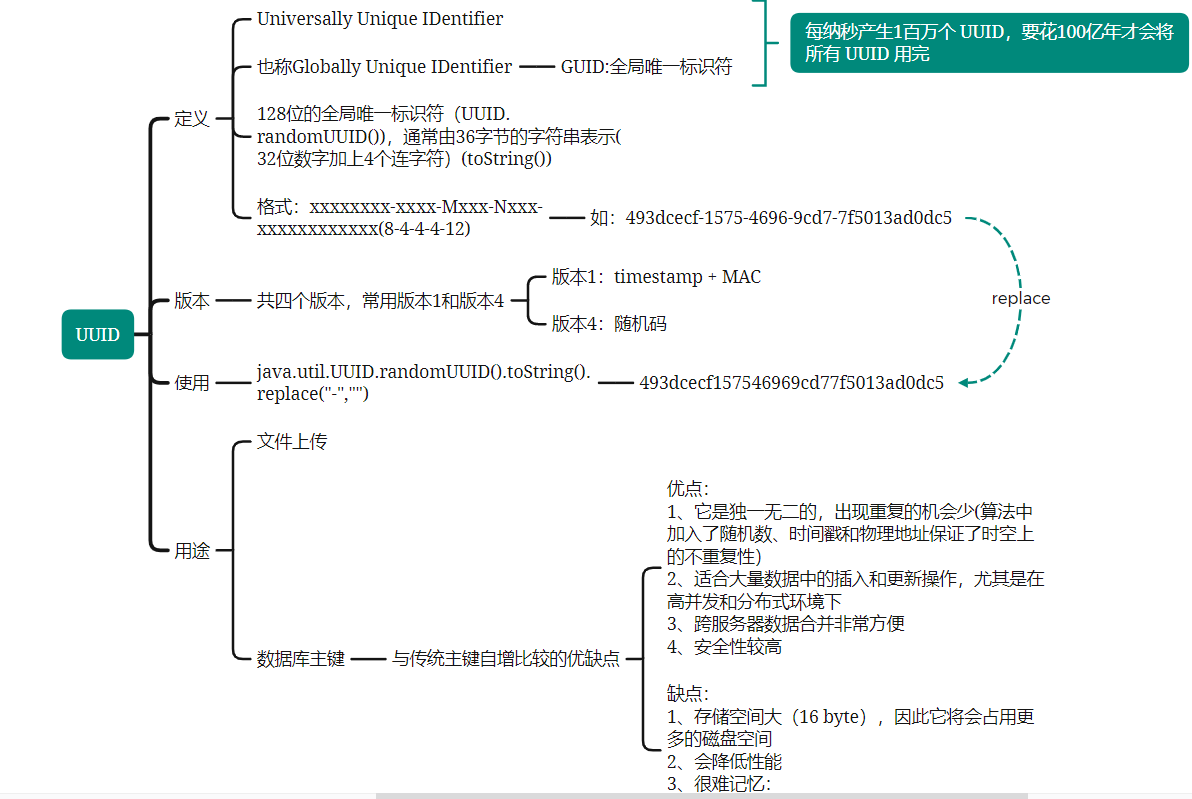 Universally Unique IDentifier
每纳秒产生1百万个 UUID，要花100亿年才会将
所有 UUID 用完
也称Globally Unique IDentifier
GUID:全局唯一标识符
定义
128位的全局唯一标识符（UUID.
randomUUID()），通常由36字节的字符串表示(
32位数字加上4个连字符）(toString())
格式：xxxxxxxx-xxxx-Mxxx-Nxxx-
xxxxxxxxxxxx(8-4-4-4-12)
如：493dcecf-1575-4696-9cd7-7f5013ad0dc5
replace
UUID
版本
共四个版本，常用版本1和版本4
版本1：timestamp + MAC
版本4：随机码
使用
java.util.UUID.randomUUID().toString().
replace("-","")
493dcecf157546969cd77f5013ad0dc5
用途
文件上传
数据库主键
与传统主键自增比较的优缺点
优点：
1、它是独一无二的，出现重复的机会少(算法中
加入了随机数、时间戳和物理地址保证了时空上
的不重复性）
2、适合大量数据中的插入和更新操作，尤其是在
高并发和分布式环境下
3、跨服务器数据合并非常方便
4、安全性较高
缺点：
1、存储空间大（16 byte），因此它将会占用更
多的磁盘空间
2、会降低性能
3、很难记忆：